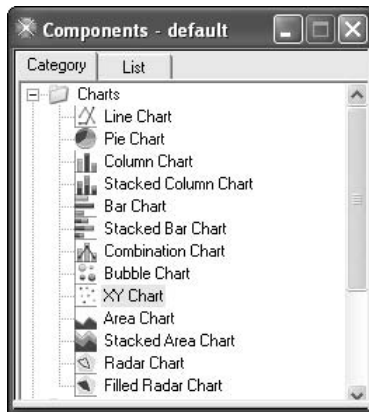 Components - default
Category List
Charts
Line Chart
Pie Chart
Column Chart
Stacked Column Chart
Bar Chart
Stacked Bar Chart
Combination Chart
Bubble Chart
XY Chart
Area Chart
Stacked Area Chart
Radar Chart
Filled Radar Chart